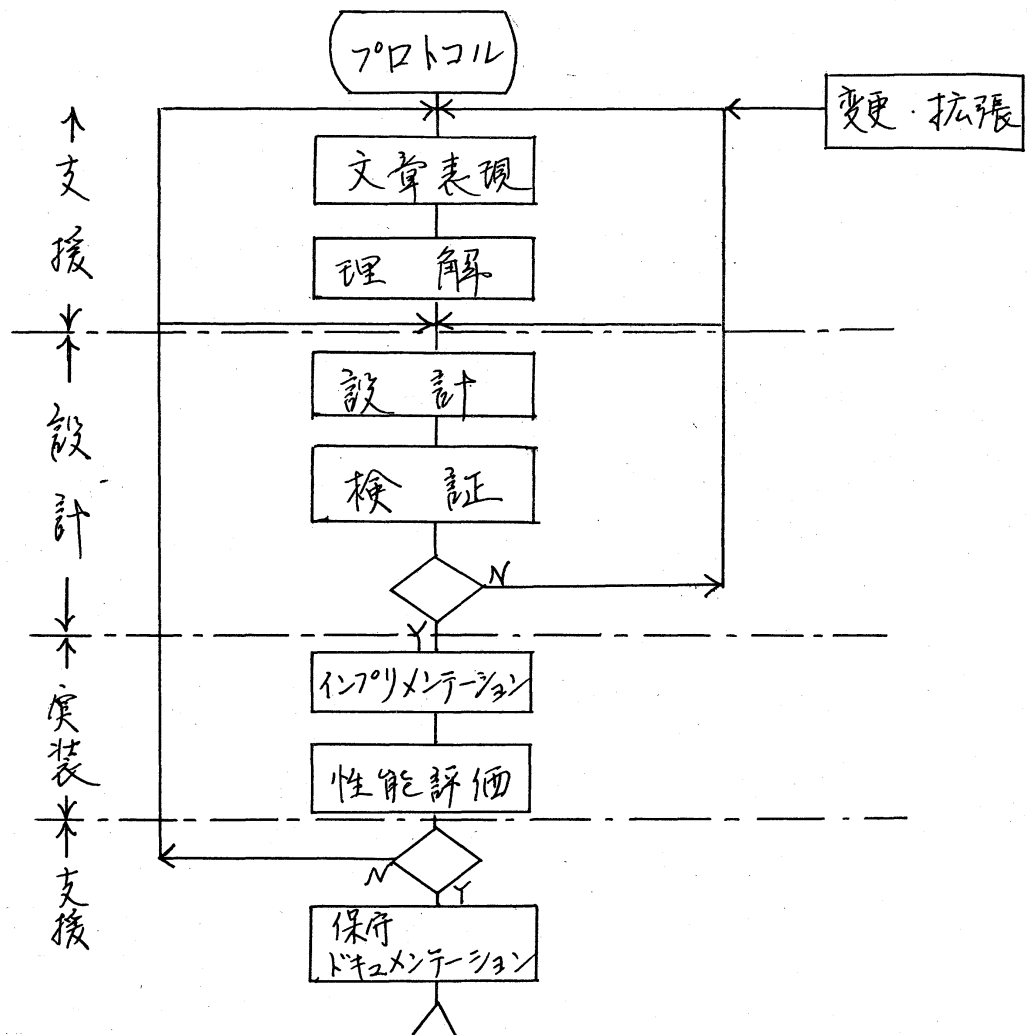 プロトコル
変更・拡張
支援
文章表現
理解
設計
設計
検証
N
Y
実装
インプリメンテーション
性能評価
支援
N
Y
保守
ドキュメンテーション